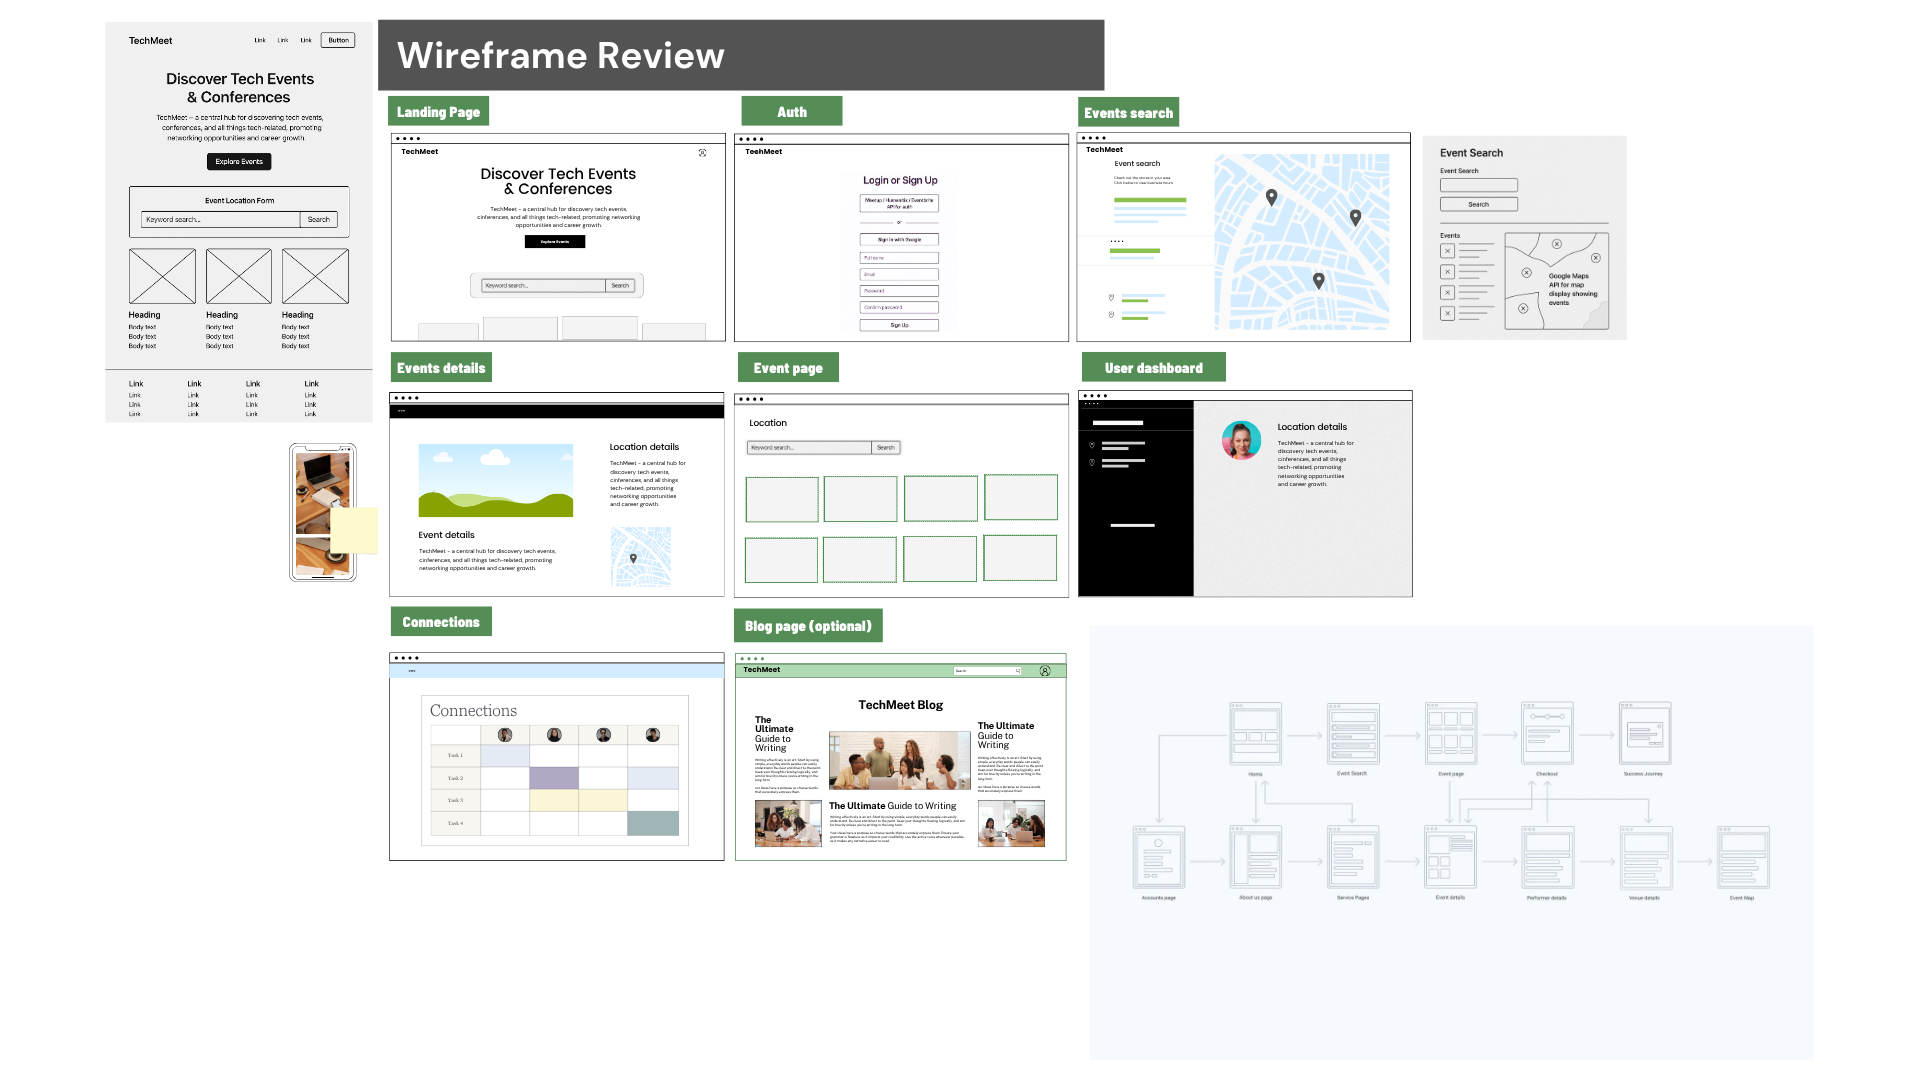 TechMeet
Link Link Link Button
Discover Tech Events
& Conferences
TechMeet – a central hub for discovering tech events,
conferences, and all things tech-related, promoting
networking opportunities and career growth.
Explore Events
Event Location Form
Keyword search... Search
Heading Heading Heading
Body text Body text Body text
Body text Body text Body text
Body text Body text Body text
Link Link Link Link
Link Link Link Link
Link Link Link Link
Link Link Link Link
Wireframe Review
Landing Page
TechMeet
Discover Tech Events
& Conferences
TechMeet – a central hub for discovery tech events,
cinferences, and all things tech-related, promoting networking
opportunities and career growth.
Explore Events
Keyword search... Search
Auth
TechMeet
Login or Sign Up
Meetup / Humanitix / Eventbrite
API for auth
or
Sign in with Google
Full name
Email
Password
Confirm password
Sign Up
Events search
TechMeet
Event search
Check out the stores in your area.
Click below to view business hours.
Event Search
Event Search
Search
Events
Google Maps
API for map
display showing
events
Events details
Location details
TechMeet – a central hub for
discovery tech events,
cinferences, and all things
tech-related, promoting
networking opportunities
and career growth.
Event details
TechMeet – a central hub for discovery tech events,
cinferences, and all things tech-related, promoting
networking opportunities and career growth.
Event page
Location
Keyword search... Search
User dashboard
Location details
TechMeet – a central hub for
discovery tech events,
cinferences, and all things
tech-related, promoting
networking opportunities
and career growth.
Connections
Connections
Task 1
Task 2
Task 3
Task 4
Blog page (optional)
TechMeet
Search
TechMeet Blog
The
Ultimate
Guide to
Writing
The Ultimate
Guide to
Writing
The Ultimate Guide to Writing
Home
Event Search
Event page
Checkout
Success Journey
Accounts page
About us page
Service Pages
Event details
Performer details
Venue details
Event Map